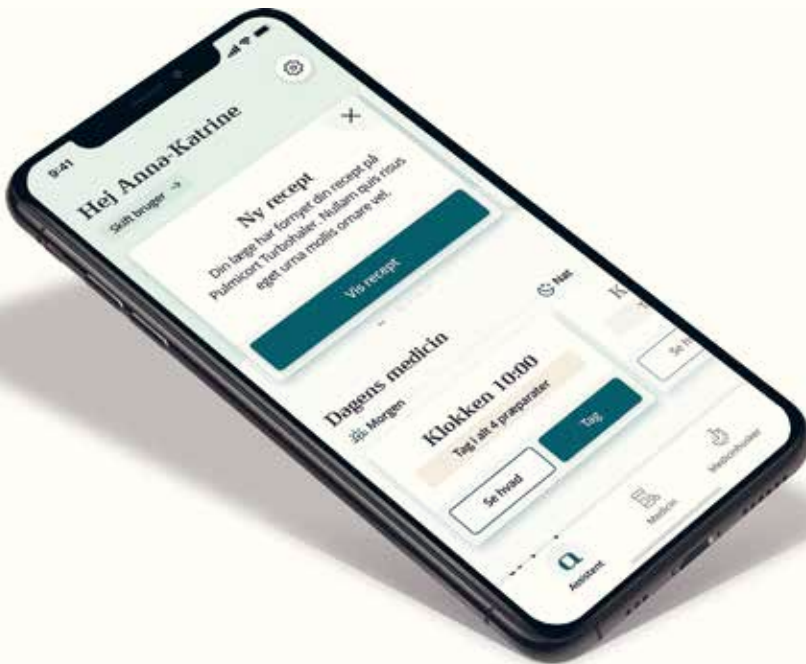 9:41
Hej Anna-Katrine
Skift bruger →
Ny recept
Din læge har fornyet din recept på
Pulmicort Turbohaler. Nullam quis risus
eget urna mollis ornare vel.
Vis recept
Dagens medicin
Morgen
Nat
Klokken 10:00
Tag i alt 4 præparater
Se hvad
Tag
K
Se h
a
Assistent
Medicin
Medicinhusker